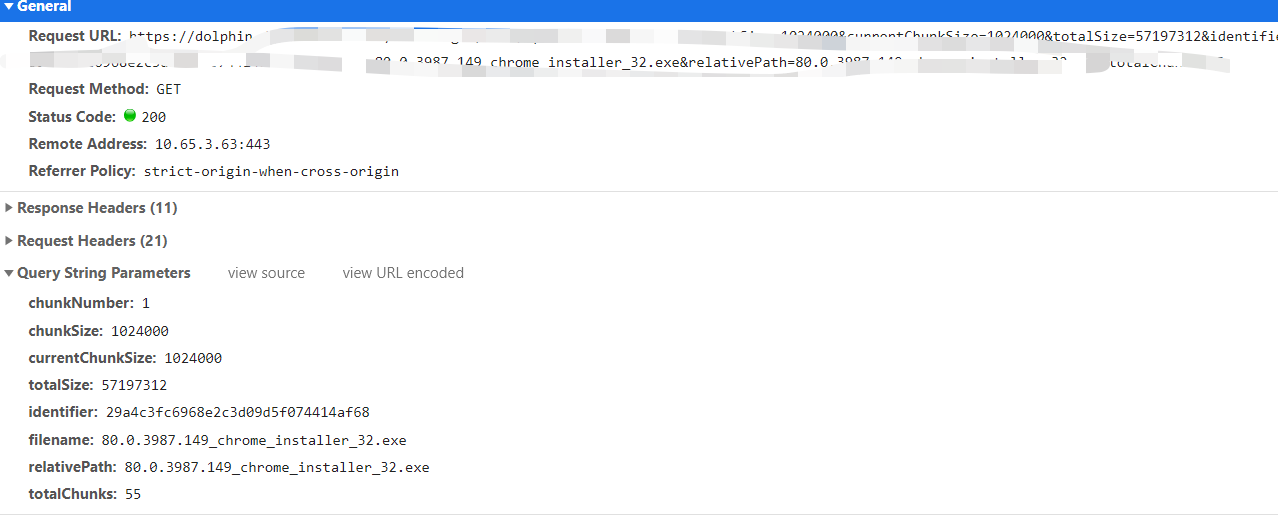 General
Request URL: https://dolphin 1024000&currentChunkSize=1024000&totalSize=57197312&identifie
80.0.3987.149_chrome_installer_32.exe&relativePath=80.0.3987.149
Request Method: GET
Status Code: 200
Remote Address: 10.65.3.63:443
Referrer Policy: strict-origin-when-cross-origin
Response Headers (11)
Request Headers (21)
Query String Parameters view source view URL encoded
chunkNumber: 1
chunkSize: 1024000
currentChunkSize: 1024000
totalSize: 57197312
identifier: 29a4c3fc6968e2c3d09d5f074414af68
filename: 80.0.3987.149_chrome_installer_32.exe
relativePath: 80.0.3987.149_chrome_installer_32.exe
totalChunks: 55